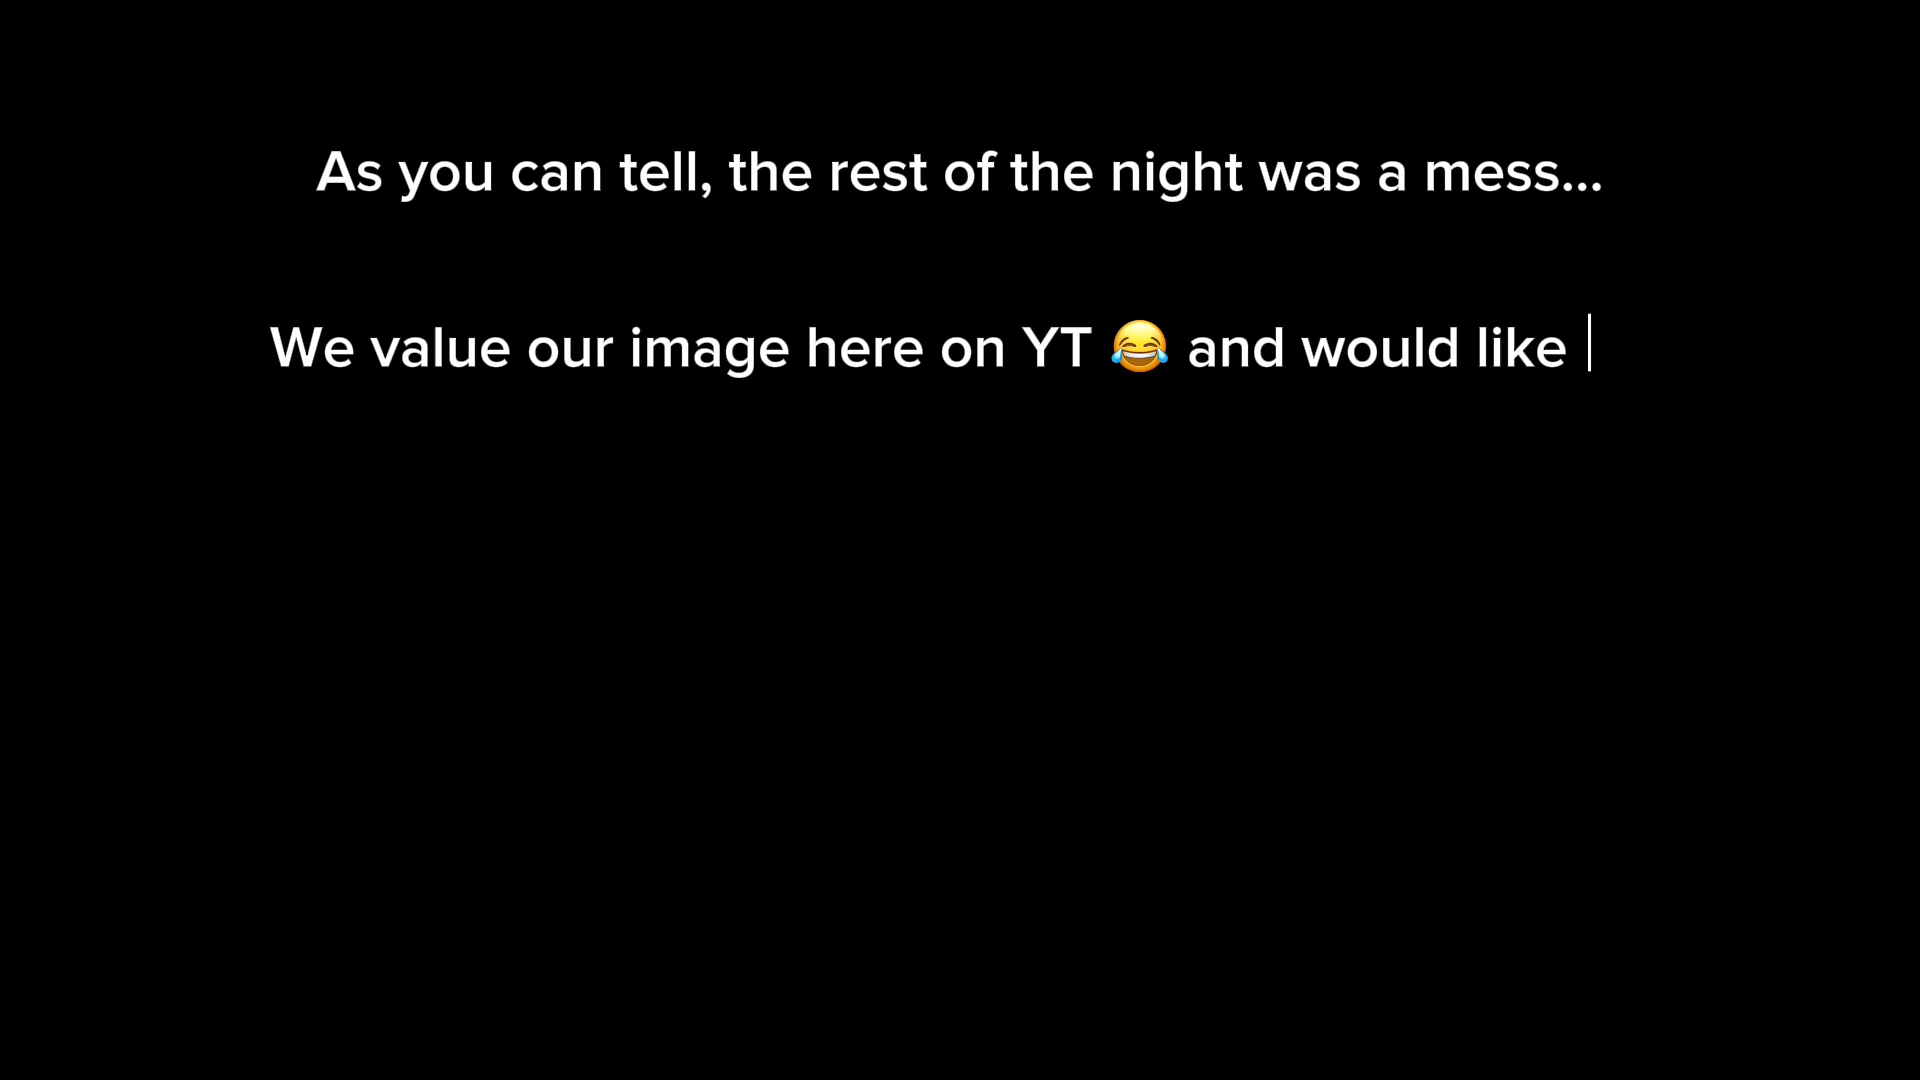 As you can tell, the rest of the night was a mess...
We value our image here on YT 😂 and would like